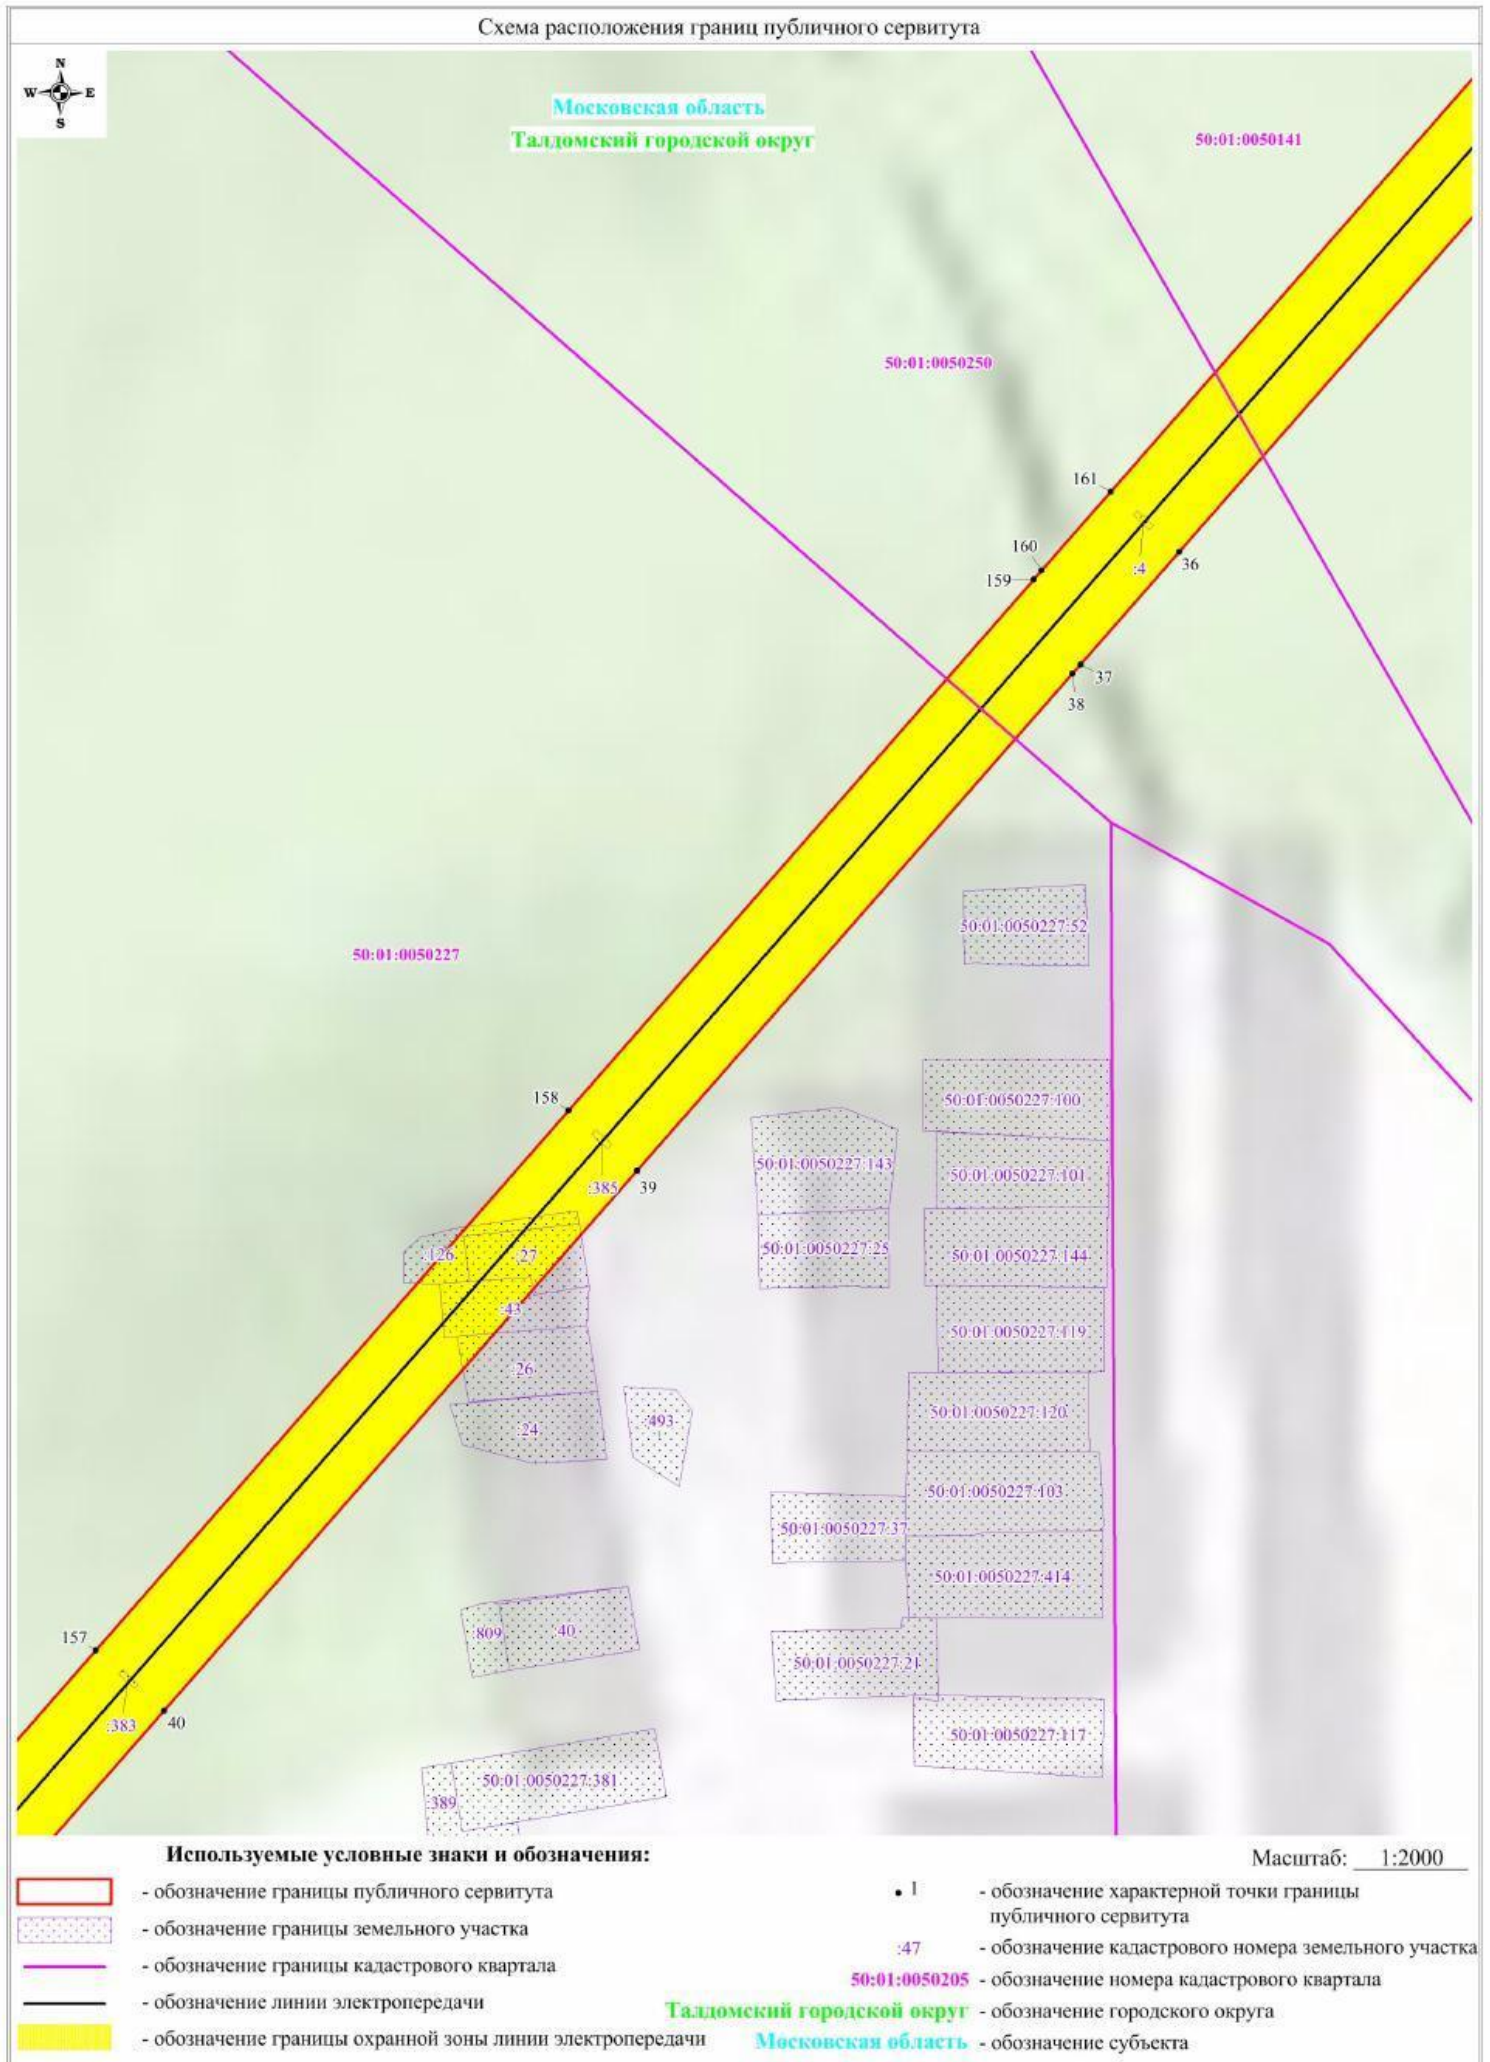 Схема расположения границ публичного сервитута
N
W E
S
Московская область
Талдомский городской округ
50:01:0050141
50:01:0050250
161
160
159
:4
36
37
38
50:01:0050227:52
50:01:0050227
158
50:01:0050227:100
50:01:0050227:143
50:01:0050227:101
:385
39
:126
:27
50:01:0050227:25
50:01:0050227:144
:43
50:01:0050227:119
:26
:24
:493
50:01:0050227:120
50:01:0050227:103
50:01:0050227:37
50:01:0050227:414
157
:809
:40
50:01:0050227:21
:383
40
50:01:0050227:117
50:01:0050227:381
:389
Используемые условные знаки и обозначения:
Масштаб: 1:2000
- обозначение границы публичного сервитута
- обозначение границы земельного участка
- обозначение границы кадастрового квартала
- обозначение линии электропередачи
- обозначение границы охранной зоны линии электропередачи
1 - обозначение характерной точки границы
публичного сервитута
:47 - обозначение кадастрового номера земельного участка
50:01:0050205 - обозначение номера кадастрового квартала
Талдомский городской округ - обозначение городского округа
Московская область - обозначение субъекта